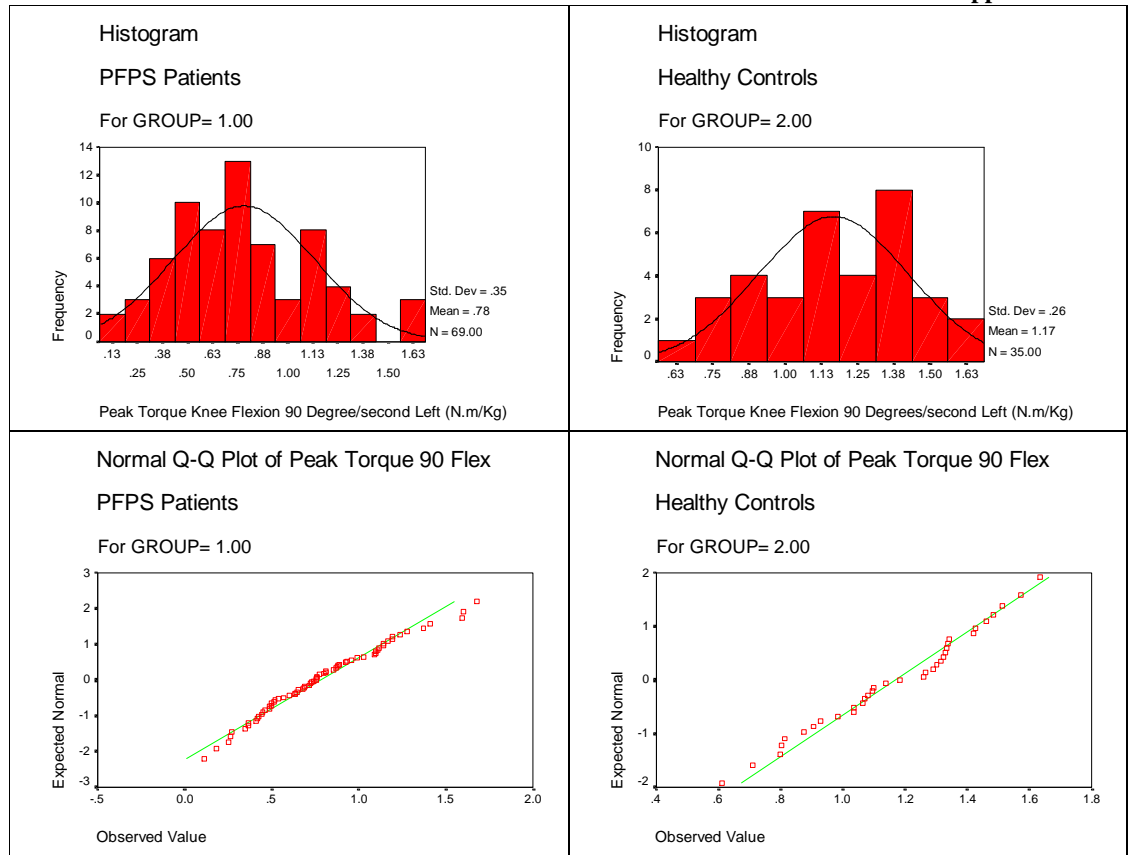 Histogram
PFPS Patients
For GROUP= 1.00
14
12
10
8
6
4
2
0
Frequency
Std. Dev = .35
Mean = .78
N = 69.00
.13 .38 .63 .88 1.13 1.38 1.63
.25 .50 .75 1.00 1.25 1.50
Peak Torque Knee Flexion 90 Degree/second Left (N.m/Kg)
Histogram
Healthy Controls
For GROUP= 2.00
10
8
6
4
2
0
Frequency
Std. Dev = .26
Mean = 1.17
N = 35.00
.63 .75 .88 1.00 1.13 1.25 1.38 1.50 1.63
Peak Torque Knee Flexion 90 Degrees/second Left (N.m/Kg)
Normal Q-Q Plot of Peak Torque 90 Flex
PFPS Patients
For GROUP= 1.00
3
2
1
0
-1
-2
-3
Expected Normal
-.5 0.0 .5 1.0 1.5 2.0
Observed Value
Normal Q-Q Plot of Peak Torque 90 Flex
Healthy Controls
For GROUP= 2.00
2
1
0
-1
-2
Expected Normal
.4 .6 .8 1.0 1.2 1.4 1.6 1.8
Observed Value